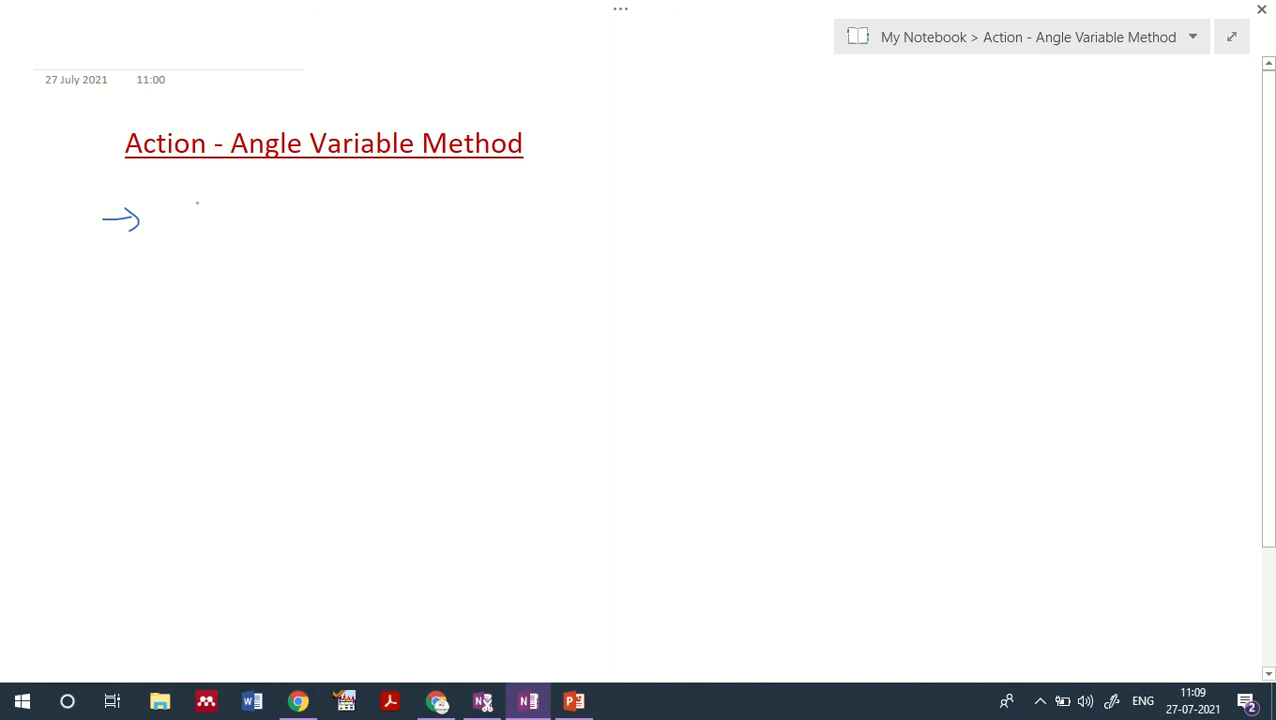 My Notebook > Action - Angle Variable Method
27 July 2021 11:00
Action - Angle Variable Method
ENG
11:09
27-07-2021
2